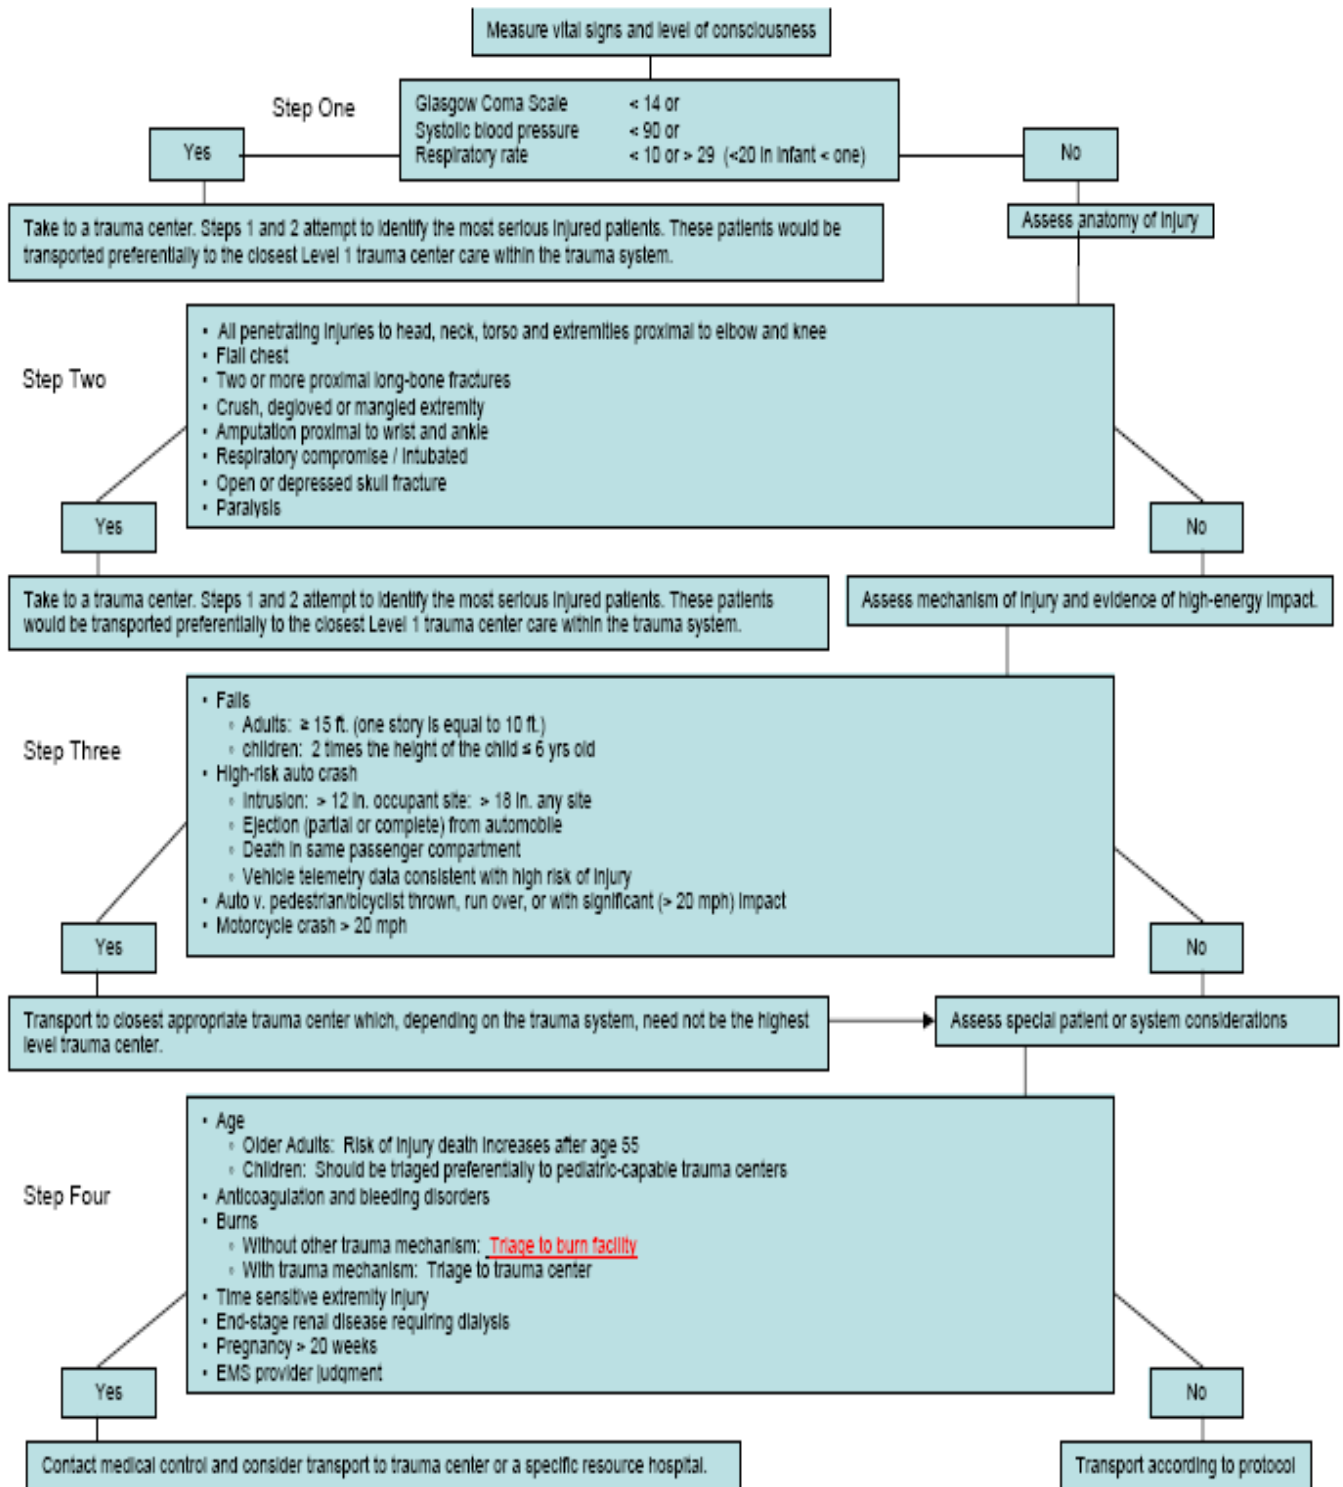 Measure vital signs and level of consciousness
Step One
Glasgow Coma Scale < 14 or
Systolic blood pressure < 90 or
Respiratory rate < 10 or > 29 (<20 in infant < one)
Yes
No
Take to a trauma center. Steps 1 and 2 attempt to identify the most serious injured patients. These patients would be
transported preferentially to the closest Level 1 trauma center care within the trauma system.
Assess anatomy of injury
Step Two
• All penetrating injuries to head, neck, torso and extremities proximal to elbow and knee
• Flail chest
• Two or more proximal long-bone fractures
• Crush, degloved or mangled extremity
• Amputation proximal to wrist and ankle
• Respiratory compromise / intubated
• Open or depressed skull fracture
• Paralysis
Yes
No
Take to a trauma center. Steps 1 and 2 attempt to identify the most serious injured patients. These patients
would be transported preferentially to the closest Level 1 trauma center care within the trauma system.
Assess mechanism of injury and evidence of high-energy impact.
Step Three
• Falls
◦ Adults: ≥ 15 ft. (one story is equal to 10 ft.)
◦ children: 2 times the height of the child ≤ 6 yrs old
• High-risk auto crash
◦ Intrusion: > 12 in. occupant site: > 18 in. any site
◦ Ejection (partial or complete) from automobile
◦ Death in same passenger compartment
◦ Vehicle telemetry data consistent with high risk of injury
• Auto v. pedestrian/bicyclist thrown, run over, or with significant (> 20 mph) impact
• Motorcycle crash > 20 mph
Yes
No
Transport to closest appropriate trauma center which, depending on the trauma system, need not be the highest
level trauma center.
Assess special patient or system considerations
Step Four
• Age
◦ Older Adults: Risk of injury death increases after age 55
◦ Children: Should be triaged preferentially to pediatric-capable trauma centers
• Anticoagulation and bleeding disorders
• Burns
◦ Without other trauma mechanism: Triage to burn facility
◦ With trauma mechanism: Triage to trauma center
• Time sensitive extremity injury
• End-stage renal disease requiring dialysis
• Pregnancy > 20 weeks
• EMS provider judgment
Yes
No
Contact medical control and consider transport to trauma center or a specific resource hospital.
Transport according to protocol